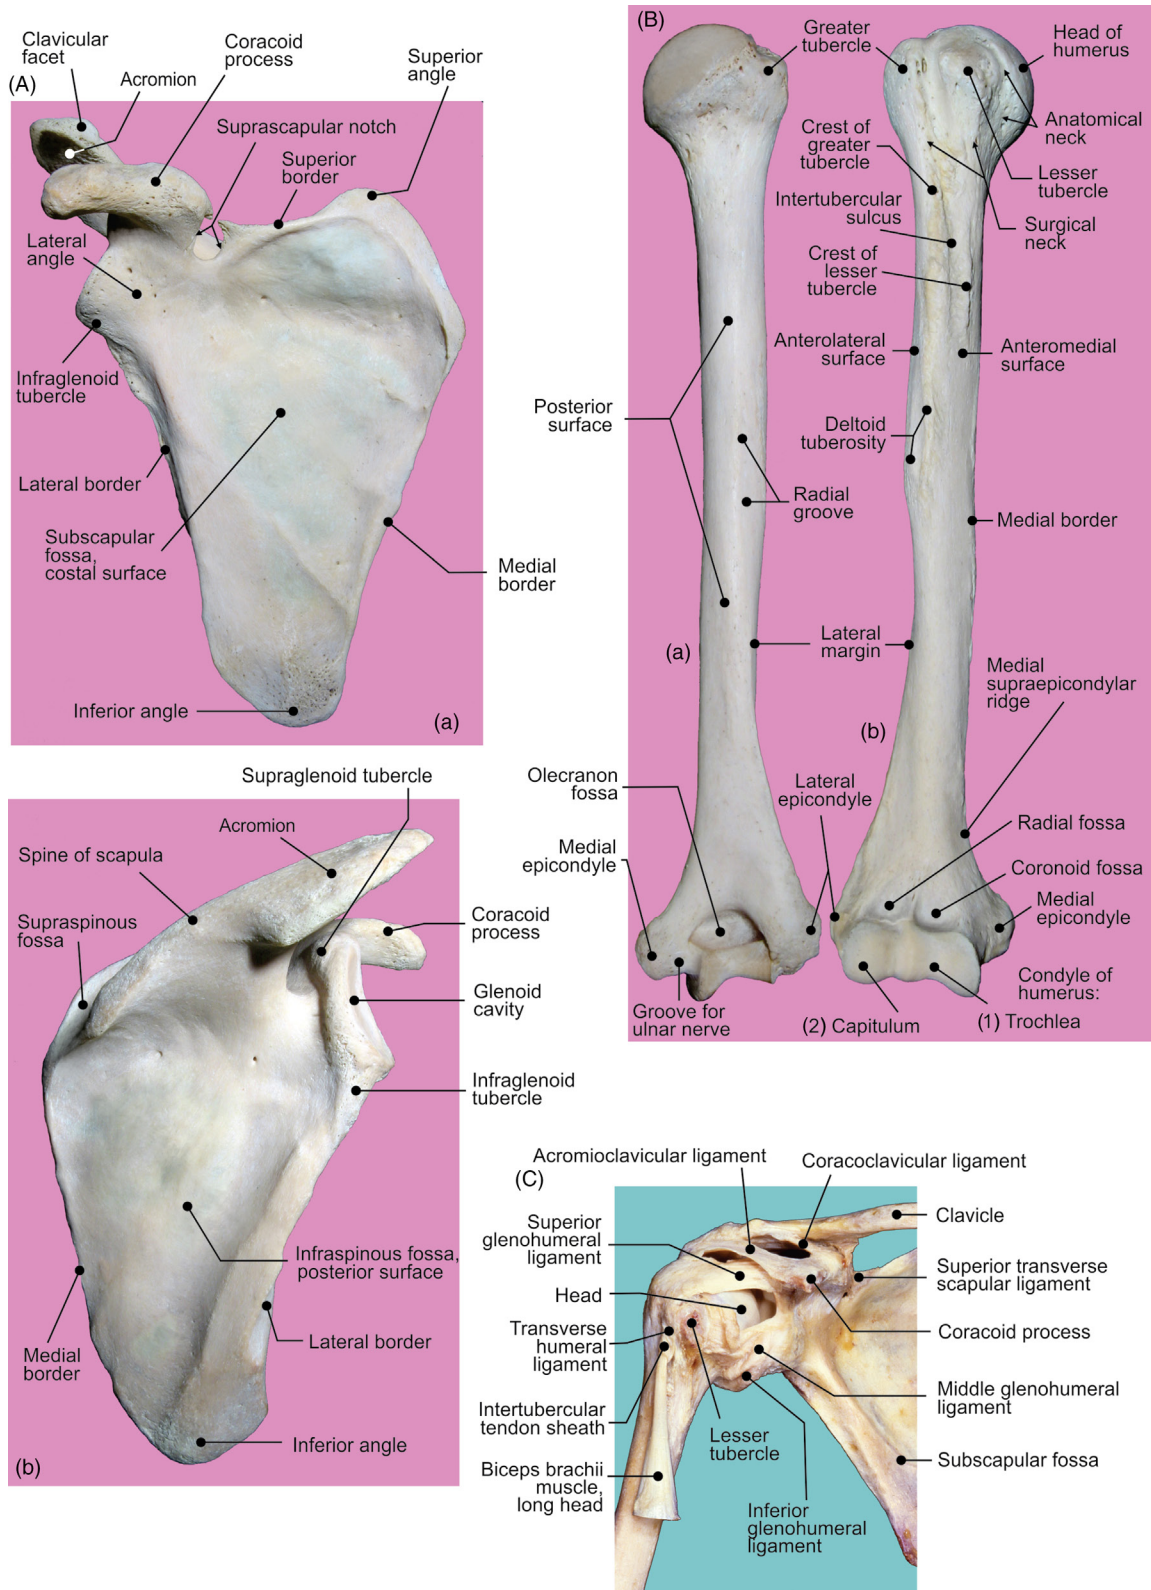 (A)
Clavicular
facet
Acromion
Coracoid
process
Suprascapular notch
Superior
border
Superior
angle
Lateral
angle
Infraglenoid
tubercle
Lateral border
Subscapular
fossa,
costal surface
Medial
border
Inferior angle
(a)
Supraglenoid tubercle
Acromion
Spine of scapula
Supraspinous
fossa
Coracoid
process
Glenoid
cavity
Infraglenoid
tubercle
Infraspinous fossa,
posterior surface
Lateral border
Medial
border
Inferior angle
(b)
(B)
Greater
tubercle
Head of
humerus
Crest of
greater
tubercle
Anatomical
neck
Intertubercular
sulcus
Lesser
tubercle
Crest of
lesser
tubercle
Surgical
neck
Anterolateral
surface
Anteromedial
surface
Posterior
surface
Deltoid
tuberosity
Radial
groove
Medial border
Lateral
margin
(a)
(b)
Medial
supraepicondylar
ridge
Olecranon
fossa
Lateral
epicondyle
Radial fossa
Medial
epicondyle
Coronoid fossa
Medial
epicondyle
Groove for
ulnar nerve
Condyle of
humerus:
(2) Capitulum
(1) Trochlea
(C)
Acromioclavicular ligament
Coracoclavicular ligament
Superior
glenohumeral
ligament
Clavicle
Head
Superior transverse
scapular ligament
Transverse
humeral
ligament
Coracoid process
Intertubercular
tendon sheath
Middle glenohumeral
ligament
Lesser
tubercle
Subscapular fossa
Biceps brachii
muscle,
long head
Inferior
glenohumeral
ligament